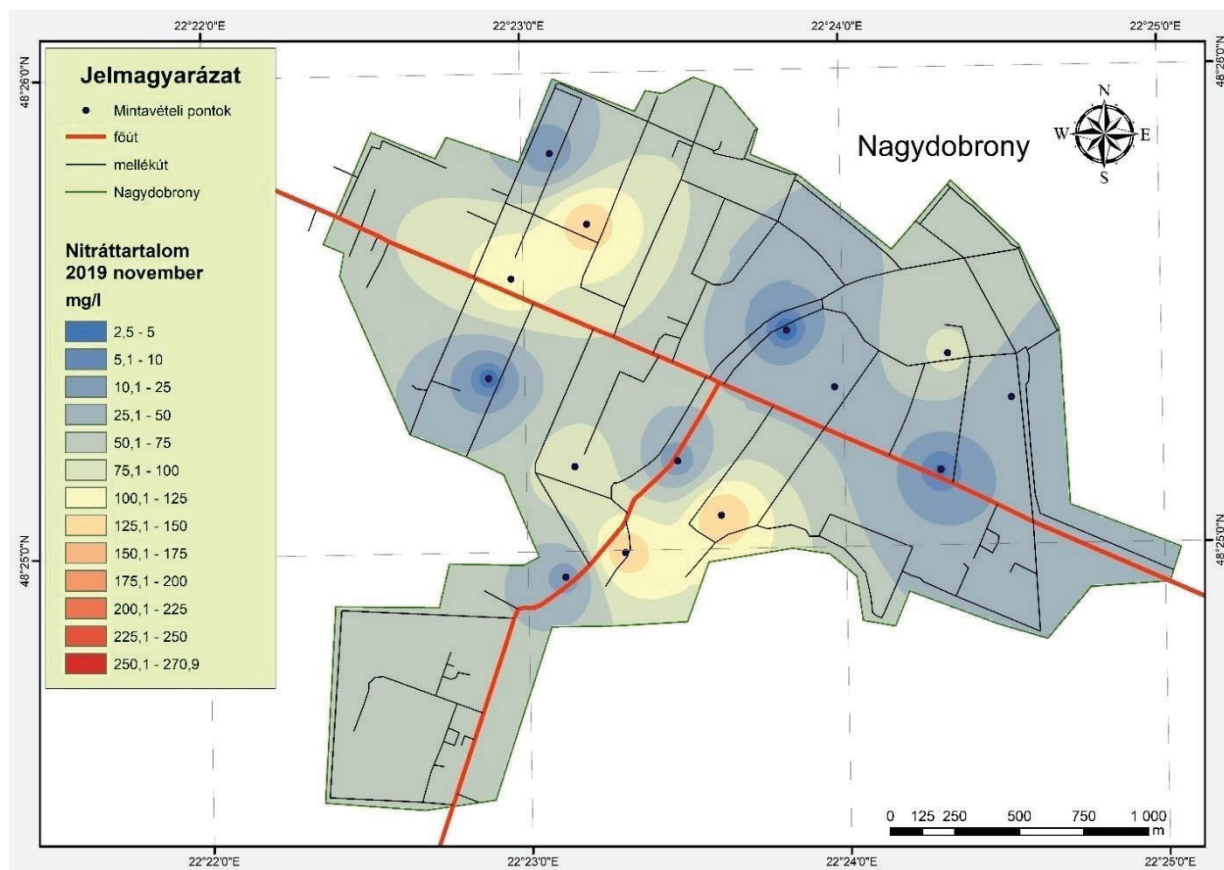 22°22'0"E 22°23'0"E 22°24'0"E 22°25'0"E
48°26'0"N
48°26'0"N
Jelmagyarázat
Mintavételi pontok
főút
mellékút
Nagydobrony
Nitráttartalom
2019 november
mg/l
2,5 - 5
5,1 - 10
10,1 - 25
25,1 - 50
50,1 - 75
75,1 - 100
100,1 - 125
125,1 - 150
150,1 - 175
175,1 - 200
200,1 - 225
225,1 - 250
250,1 - 270,9
Nagydobrony
N
W E
S
48°25'0"N
48°25'0"N
0 125 250 500 750 1 000
m
22°22'0"E 22°23'0"E 22°24'0"E 22°25'0"E